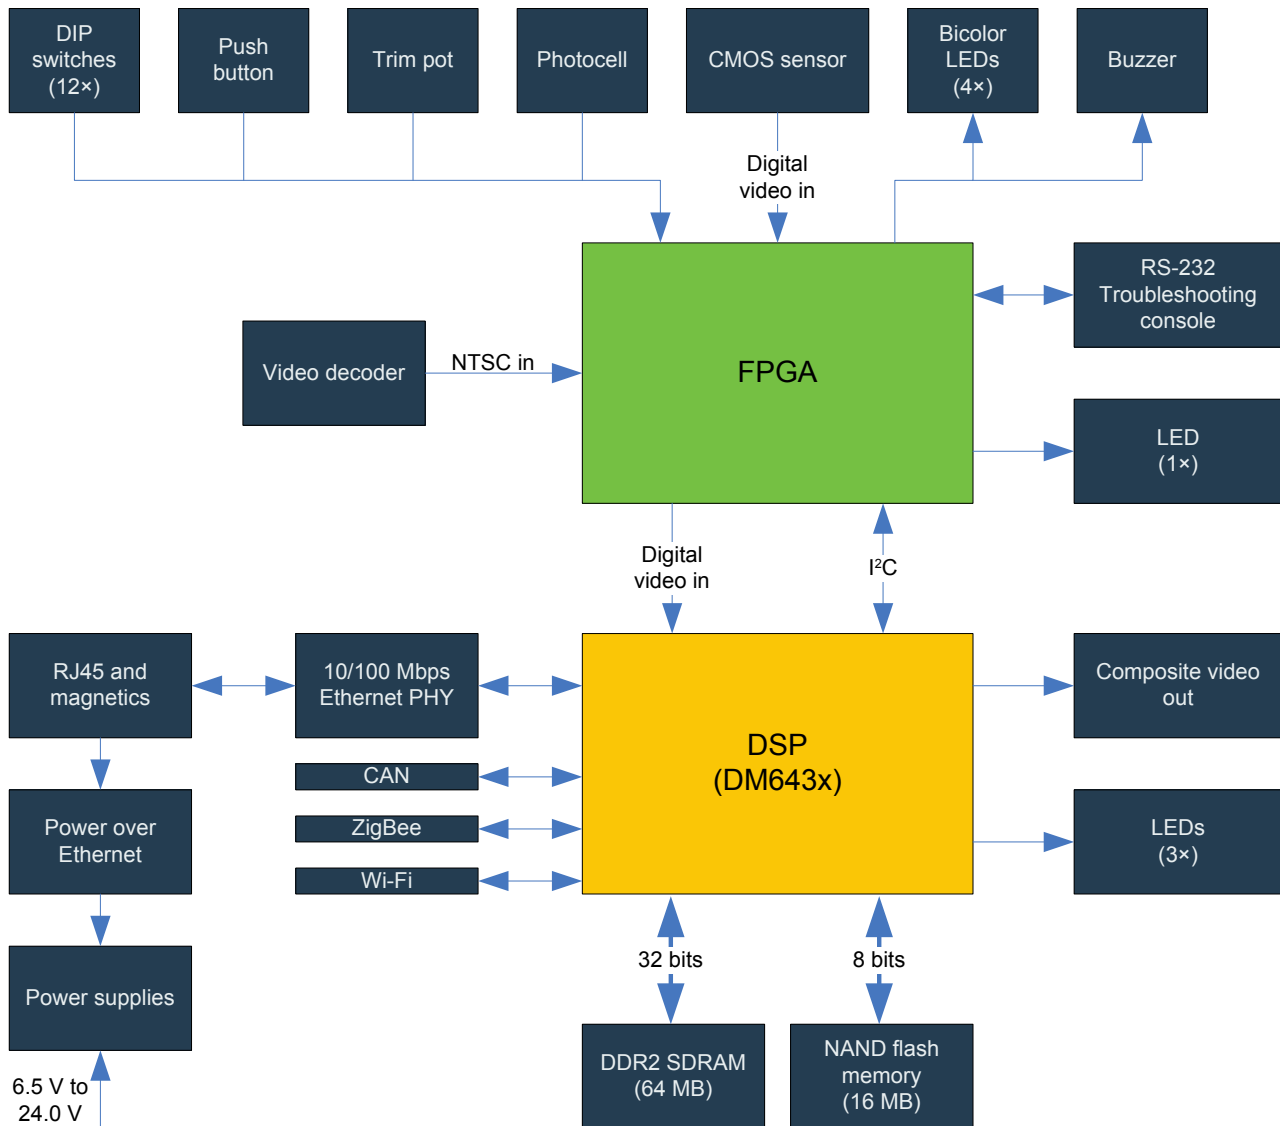 DIP
switches
(12×)
Push
button
Trim pot
Photocell
CMOS sensor
Bicolor
LEDs
(4×)
Buzzer
Digital
video in
RS-232
Troubleshooting
console
Video decoder
NTSC in
FPGA
LED
(1×)
Digital
video in
I²C
RJ45 and
magnetics
10/100 Mbps
Ethernet PHY
Composite video
out
DSP
(DM643x)
CAN
Power over
Ethernet
ZigBee
LEDs
(3×)
Wi-Fi
32 bits
8 bits
Power supplies
DDR2 SDRAM
(64 MB)
NAND flash
memory
(16 MB)
6.5 V to
24.0 V